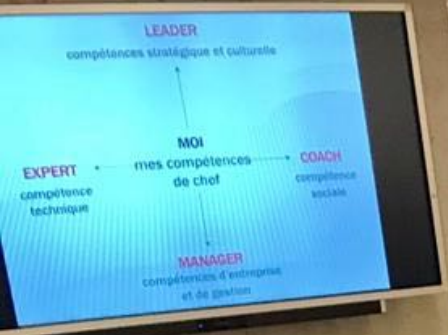 LEADER
compétences stratégique et culturelle
MOI
mes compétences
de chef
EXPERT
compétence
technique
COACH
compétence
sociale
MANAGER
compétences d'entreprise
et de gestion